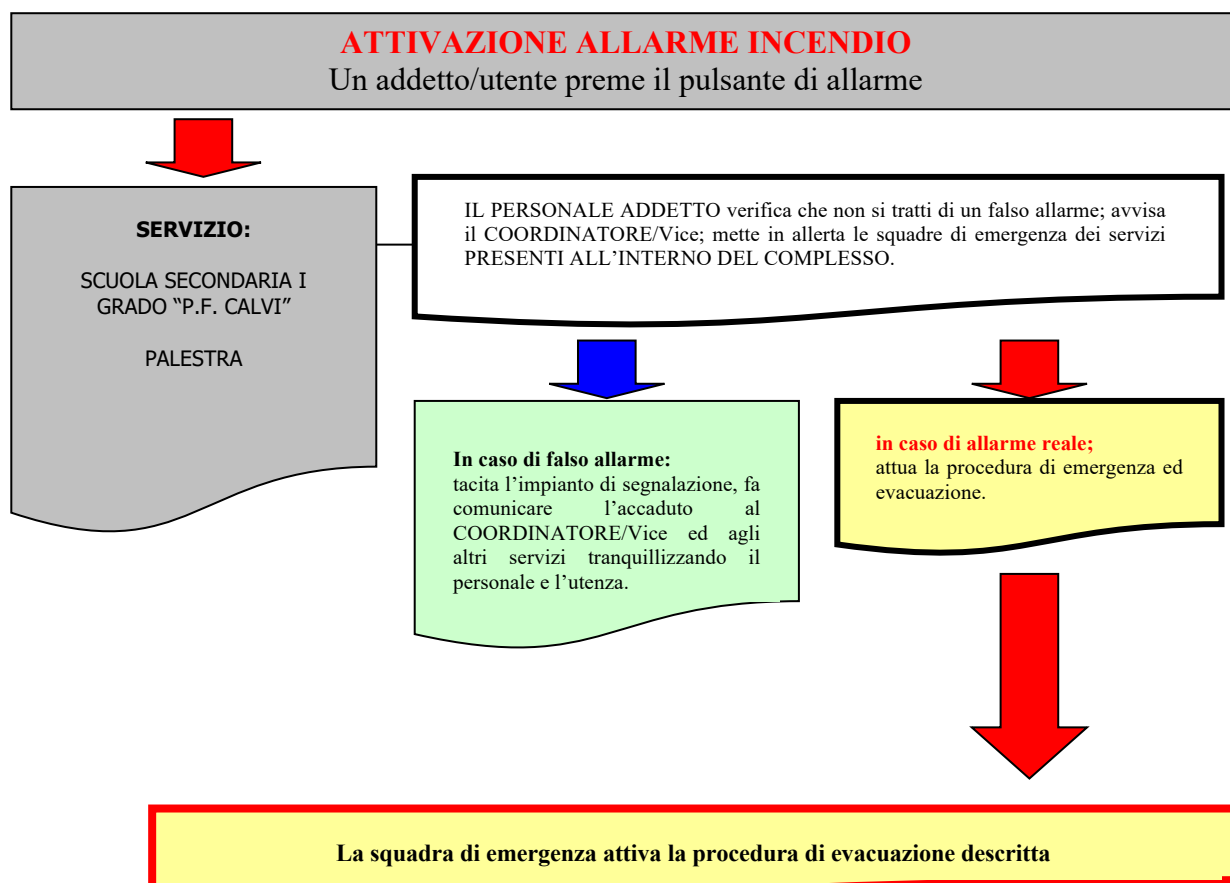 ATTIVAZIONE ALLARME INCENDIO
Un addetto/utente preme il pulsante di allarme
SERVIZIO:
SCUOLA SECONDARIA I
GRADO “P.F. CALVI”
PALESTRA
IL PERSONALE ADDETTO verifica che non si tratti di un falso allarme; avvisa
il COORDINATORE/Vice; mette in allerta le squadre di emergenza dei servizi
PRESENTI ALL’INTERNO DEL COMPLESSO.
In caso di falso allarme:
tacita l’impianto di segnalazione, fa
comunicare l’accaduto al
COORDINATORE/Vice ed agli
altri servizi tranquillizzando il
personale e l’utenza.
in caso di allarme reale;
attua la procedura di emergenza ed
evacuazione.
La squadra di emergenza attiva la procedura di evacuazione descritta